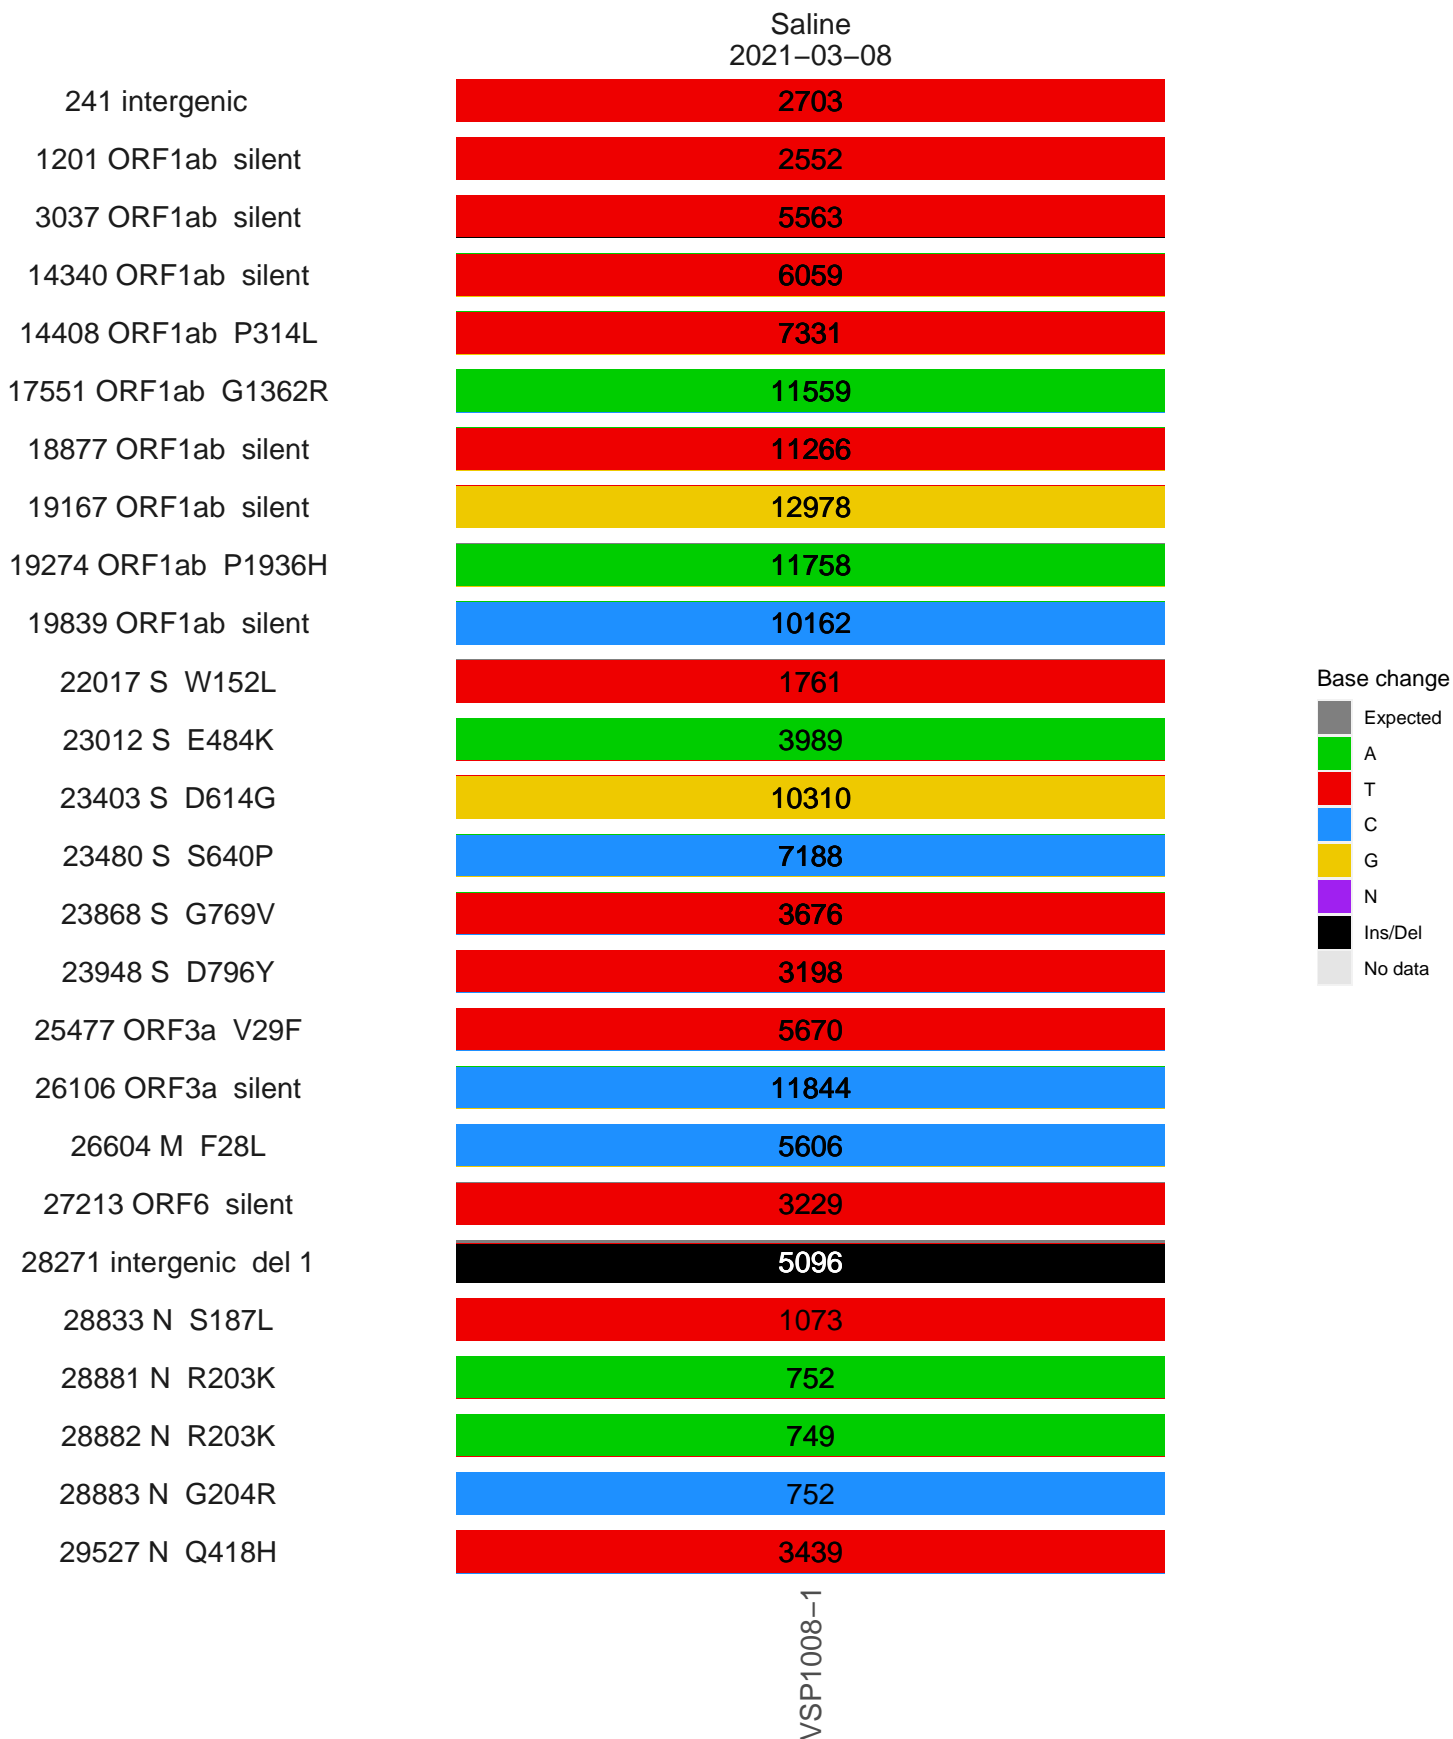 Saline
2021−03−08
241 intergenic 2703
1201 ORF1ab silent 2552
3037 ORF1ab silent 5563
14340 ORF1ab silent 6059
14408 ORF1ab P314L 7331
17551 ORF1ab G1362R 11559
18877 ORF1ab silent 11266
19167 ORF1ab silent 12978
19274 ORF1ab P1936H 11758
19839 ORF1ab silent 10162
22017 S W152L 1761
23012 S E484K 3989
23403 S D614G 10310
23480 S S640P 7188
23868 S G769V 3676
23948 S D796Y 3198
25477 ORF3a V29F 5670
26106 ORF3a silent 11844
26604 M F28L 5606
27213 ORF6 silent 3229
28271 intergenic del 1 5096
28833 N S187L 1073
28881 N R203K 752
28882 N R203K 749
28883 N G204R 752
29527 N Q418H 3439
VSP1008−1
Base change
Expected
A
T
C
G
N
Ins/Del
No data